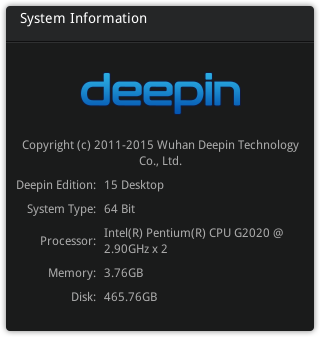 System Information
deepin
Copyright (c) 2011-2015 Wuhan Deepin Technology
Co., Ltd.
Deepin Edition: 15 Desktop
System Type: 64 Bit
Processor: Intel(R) Pentium(R) CPU G2020 @
2.90GHz x 2
Memory: 3.76GB
Disk: 465.76GB